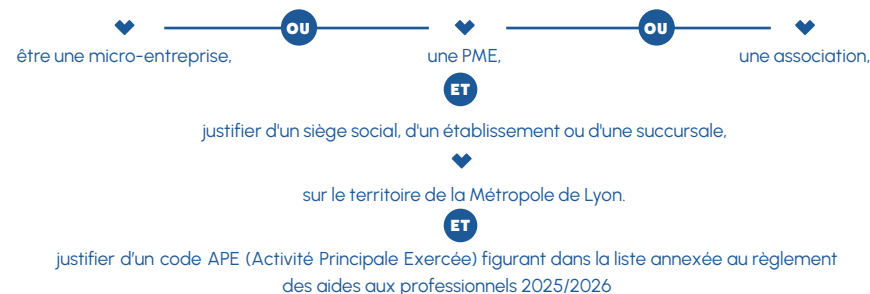 OU OU
être une micro-entreprise, une PME, une association,
ET
justifier d'un siège social, d'un établissement ou d'une succursale,
sur le territoire de la Métropole de Lyon.
ET
justifier d'un code APE (Activité Principale Exercée) figurant dans la liste annexée au règlement
des aides aux professionnels 2025/2026